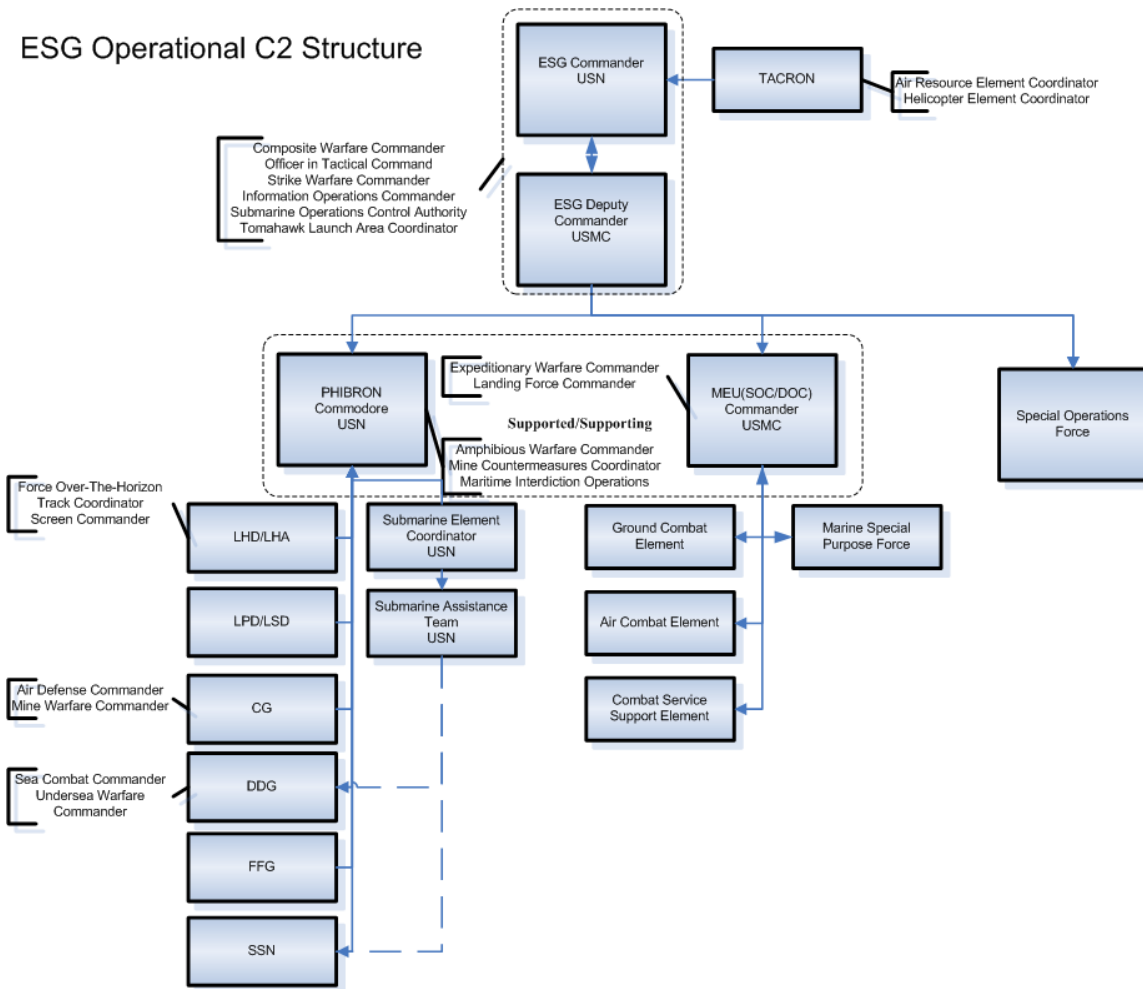 ESG Operational C2 Structure
ESG Commander
USN
TACRON
Air Resource Element Coordinator
Helicopter Element Coordinator
Composite Warfare Commander
Officer in Tactical Command
Strike Warfare Commander
Information Operations Commander
Submarine Operations Control Authority
Tomahawk Launch Area Coordinator
ESG Deputy
Commander
USMC
PHIBRON
Commodore
USN
Expeditionary Warfare Commander
Landing Force Commander
Supported/Supporting
Amphibious Warfare Commander
Mine Countermeasures Coordinator
Maritime Interdiction Operations
MEU(SOC/DOC)
Commander
USMC
Special Operations
Force
Force Over-The-Horizon
Track Coordinator
Screen Commander
LHD/LHA
Submarine Element
Coordinator
USN
Ground Combat
Element
Marine Special
Purpose Force
LPD/LSD
Submarine Assistance
Team
USN
Air Combat Element
Air Defense Commander
Mine Warfare Commander
CG
Combat Service
Support Element
Sea Combat Commander
Undersea Warfare
Commander
DDG
FFG
SSN